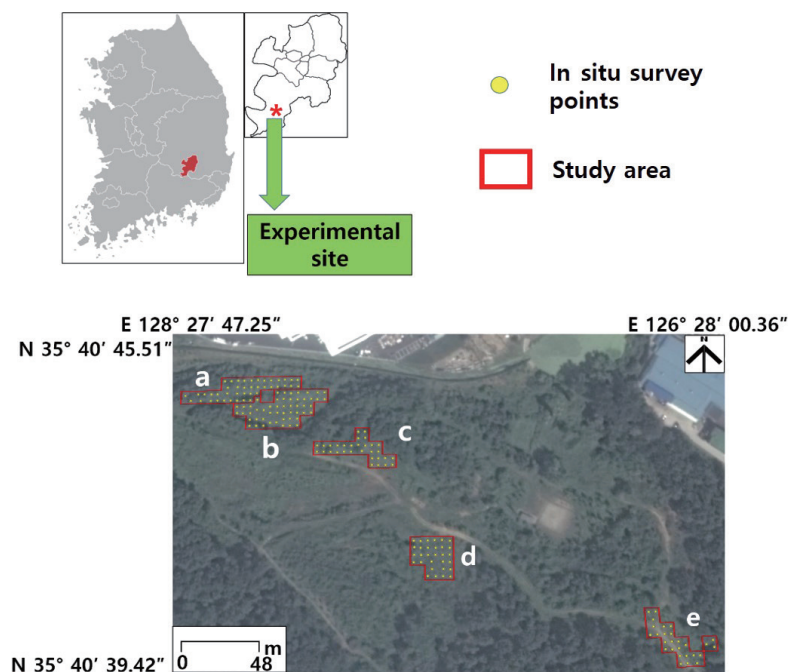 *
In situ survey
points
Study area
Experimental
site
E 128° 27′ 47.25″
E 126° 28′ 00.36″
N 35° 40′ 45.51″
N
a
b
c
d
e
m
0 48
N 35° 40′ 39.42″